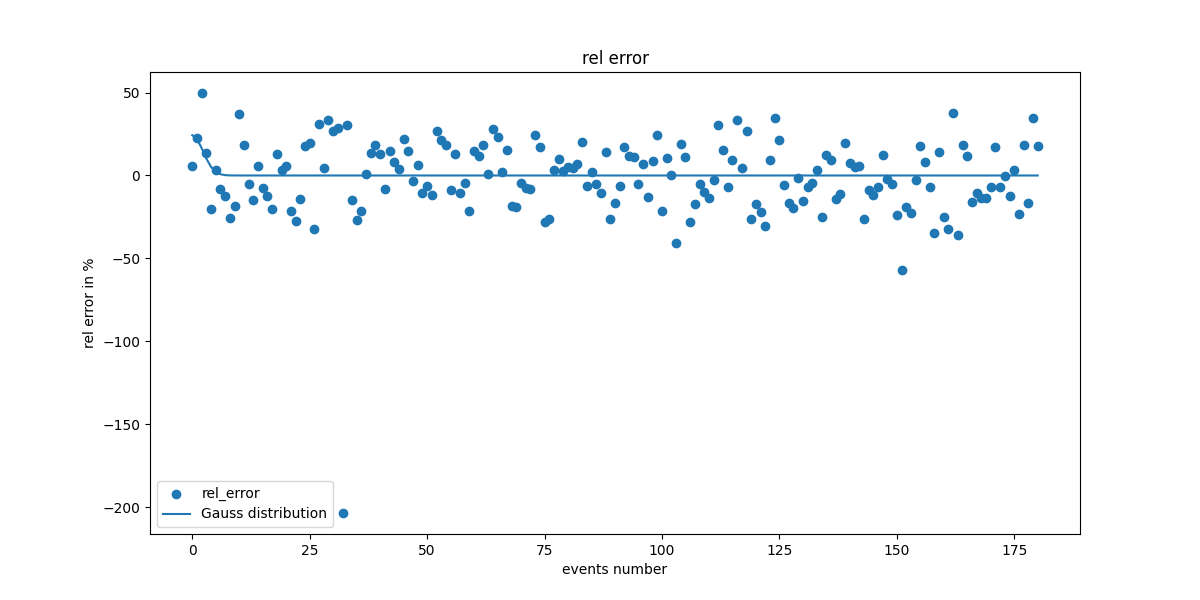 rel error
rel error in %
50
0
−50
−100
−150
−200
rel_error
Gauss distribution
0 25 50 75 100 125 150 175
events number